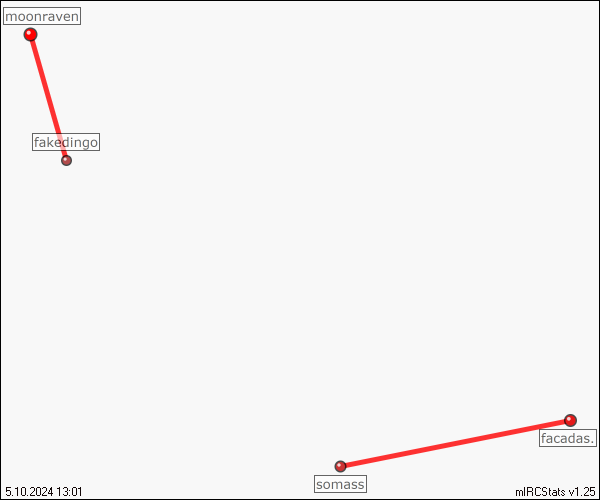 moonraven
fakedingo
facadas.
somass
5.10.2024 13:01
mIRCStats v1.25